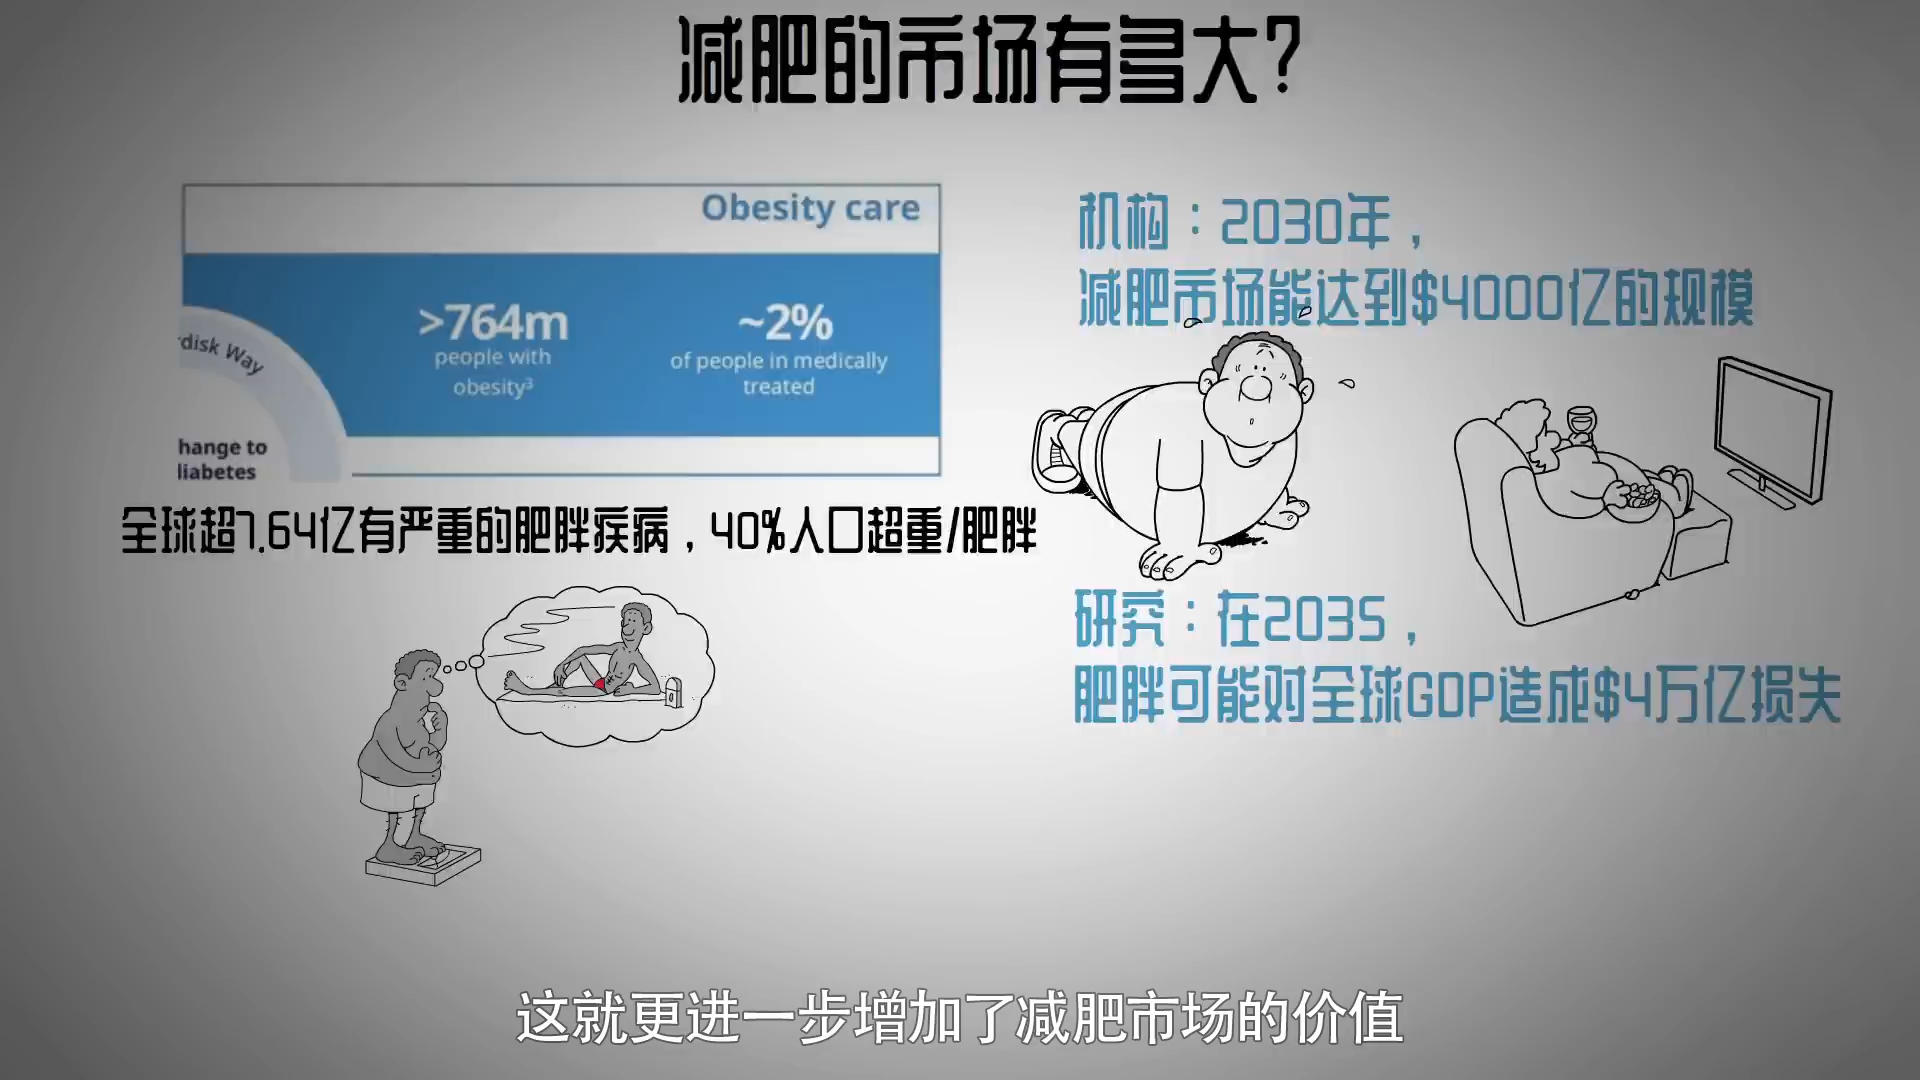 减肥的市场有多大?
Obesity care
>764m
people with
obesity³
~2%
of people in medically
treated
disk Way
hange to
liabetes
全球超7.64亿有严重的肥胖疾病，40%人口超重/肥胖
机构：2030年，
减肥市场能达到$4000亿的规模
研究：在2035，
肥胖可能对全球GDP造成$4万亿损失
这就更进一步增加了减肥市场的价值